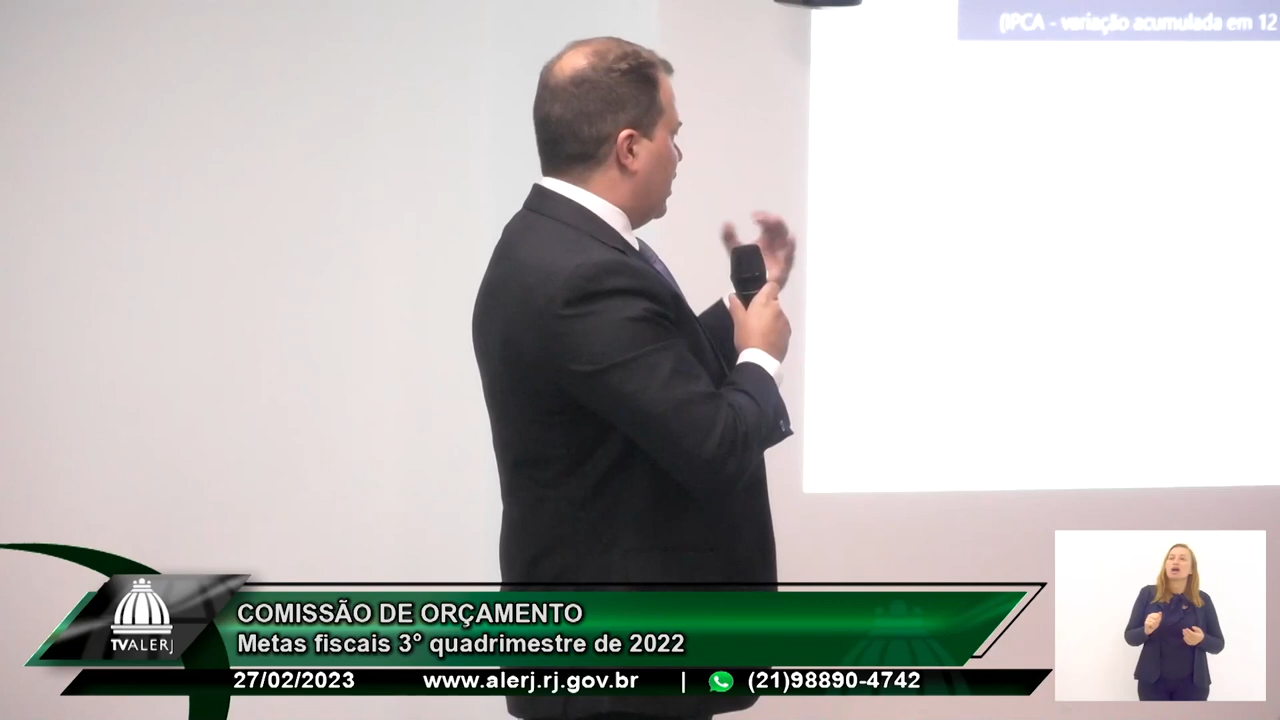 (IPCA - variação acumulada em 12
COMISSÃO DE ORÇAMENTO
Metas fiscais 3° quadrimestre de 2022
TVALERJ
27/02/2023 www.alerj.rj.gov.br | (21)98890-4742